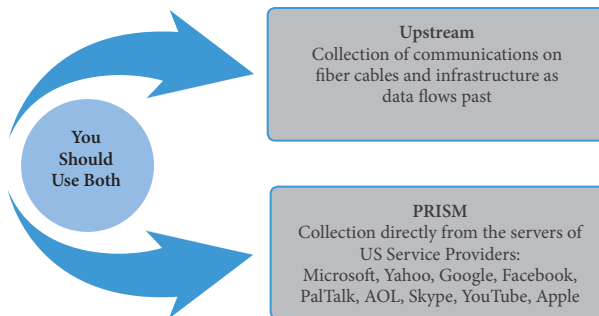 You
Should
Use Both
Upstream
Collection of communications on
fiber cables and infrastructure as
data flows past
PRISM
Collection directly from the servers of
US Service Providers:
Microsoft, Yahoo, Google, Facebook,
PalTalk, AOL, Skype, YouTube, Apple